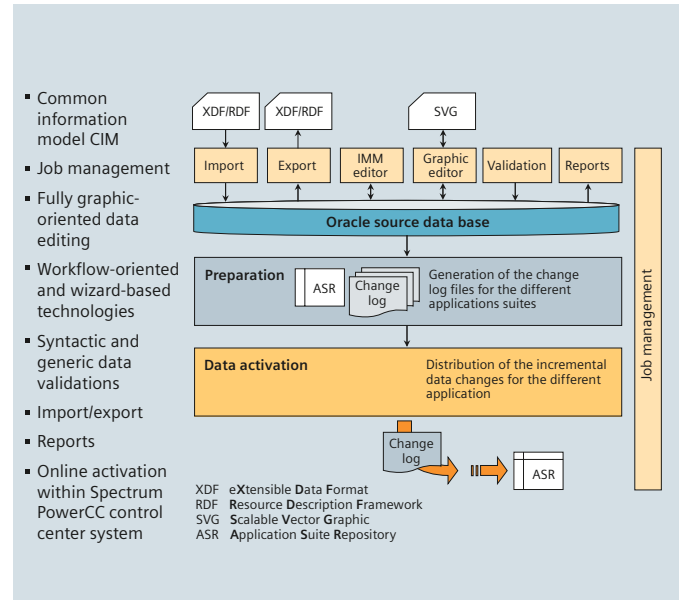 ▪ Common
information
model CIM
▪ Job management
▪ Fully graphic-
oriented data
editing
▪ Workflow-oriented
and wizard-based
technologies
▪ Syntactic and
generic data
validations
▪ Import/export
▪ Reports
▪ Online activation
within Spectrum
PowerCC control
center system
XDF/RDF
XDF/RDF
SVG
Import
Export
IMM
editor
Graphic
editor
Validation
Reports
Oracle source data base
Preparation
ASR
Change
log
Generation of the change
log files for the different
applications suites
Data activation
Distribution of the incremental
data changes for the different
application
Change
log
ASR
Job management
XDF eXtensible Data Format
RDF Resource Description Framework
SVG Scalable Vector Graphic
ASR Application Suite Repository